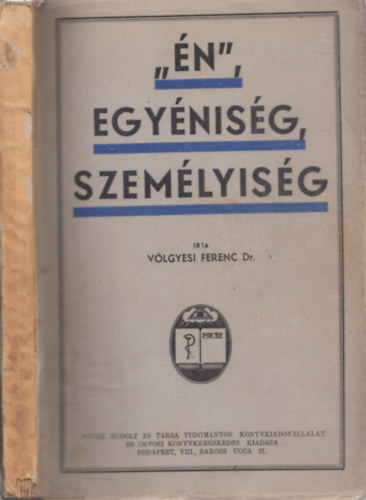 „ÉN”,
EGYÉNISÉG,
SZEMÉLYISÉG
IRTA
VÖLGYESI FERENC Dr.
NOVÁK RUDOLF ÉS TÁRSA TUDOMÁNYOS KÖNYVKIADÓVÁLLALAT
ÉS ORVOSI KÖNYVKERESKEDÉS KIADÁSA
BUDAPEST, VIII., BAROSS UCCA 21.